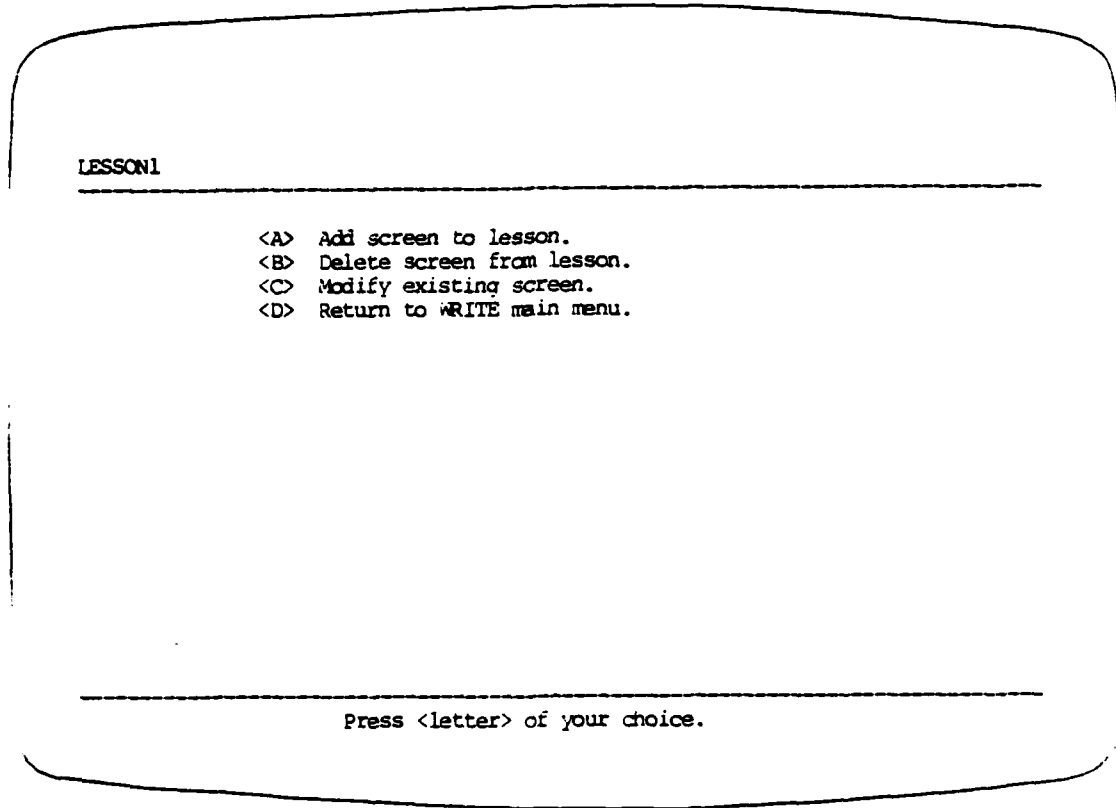 LESSON1
<A> Add screen to lesson.
<B> Delete screen from lesson.
<C> Modify existing screen.
<D> Return to WRITE main menu.
Press <letter> of your choice.